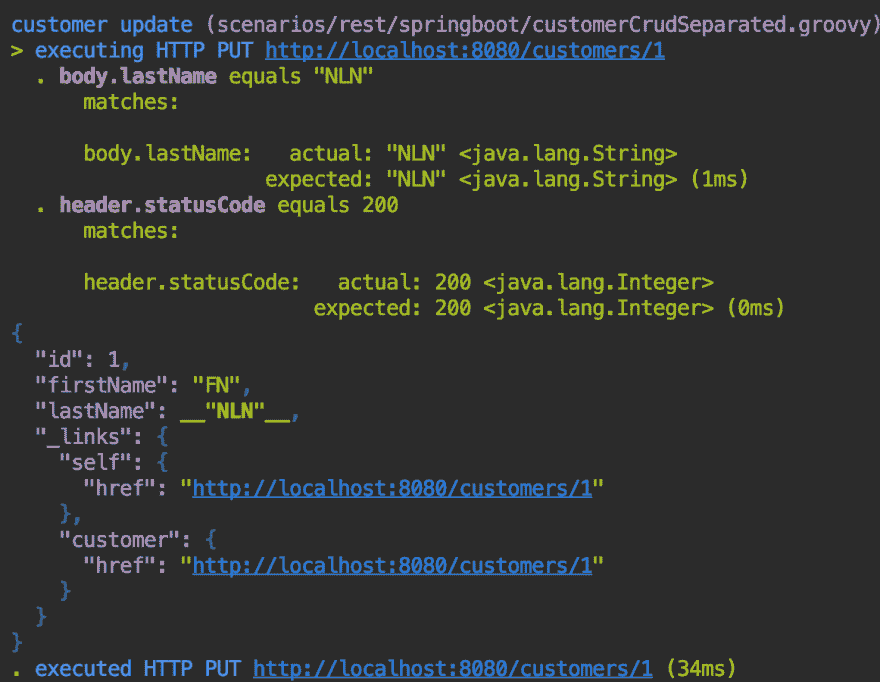 customer update (scenarios/rest/springboot/customerCrudSeparated.groovy)
> executing HTTP PUT http://localhost:8080/customers/1
  . body.lastName equals "NLN"
      matches:

      body.lastName:   actual: "NLN" <java.lang.String>
                     expected: "NLN" <java.lang.String> (1ms)
  . header.statusCode equals 200
      matches:

      header.statusCode:   actual: 200 <java.lang.Integer>
                         expected: 200 <java.lang.Integer> (0ms)
{
  "id": 1,
  "firstName": "FN",
  "lastName": __"NLN"__,
  "_links": {
    "self": {
      "href": "http://localhost:8080/customers/1"
    },
    "customer": {
      "href": "http://localhost:8080/customers/1"
    }
  }
}
. executed HTTP PUT http://localhost:8080/customers/1 (34ms)